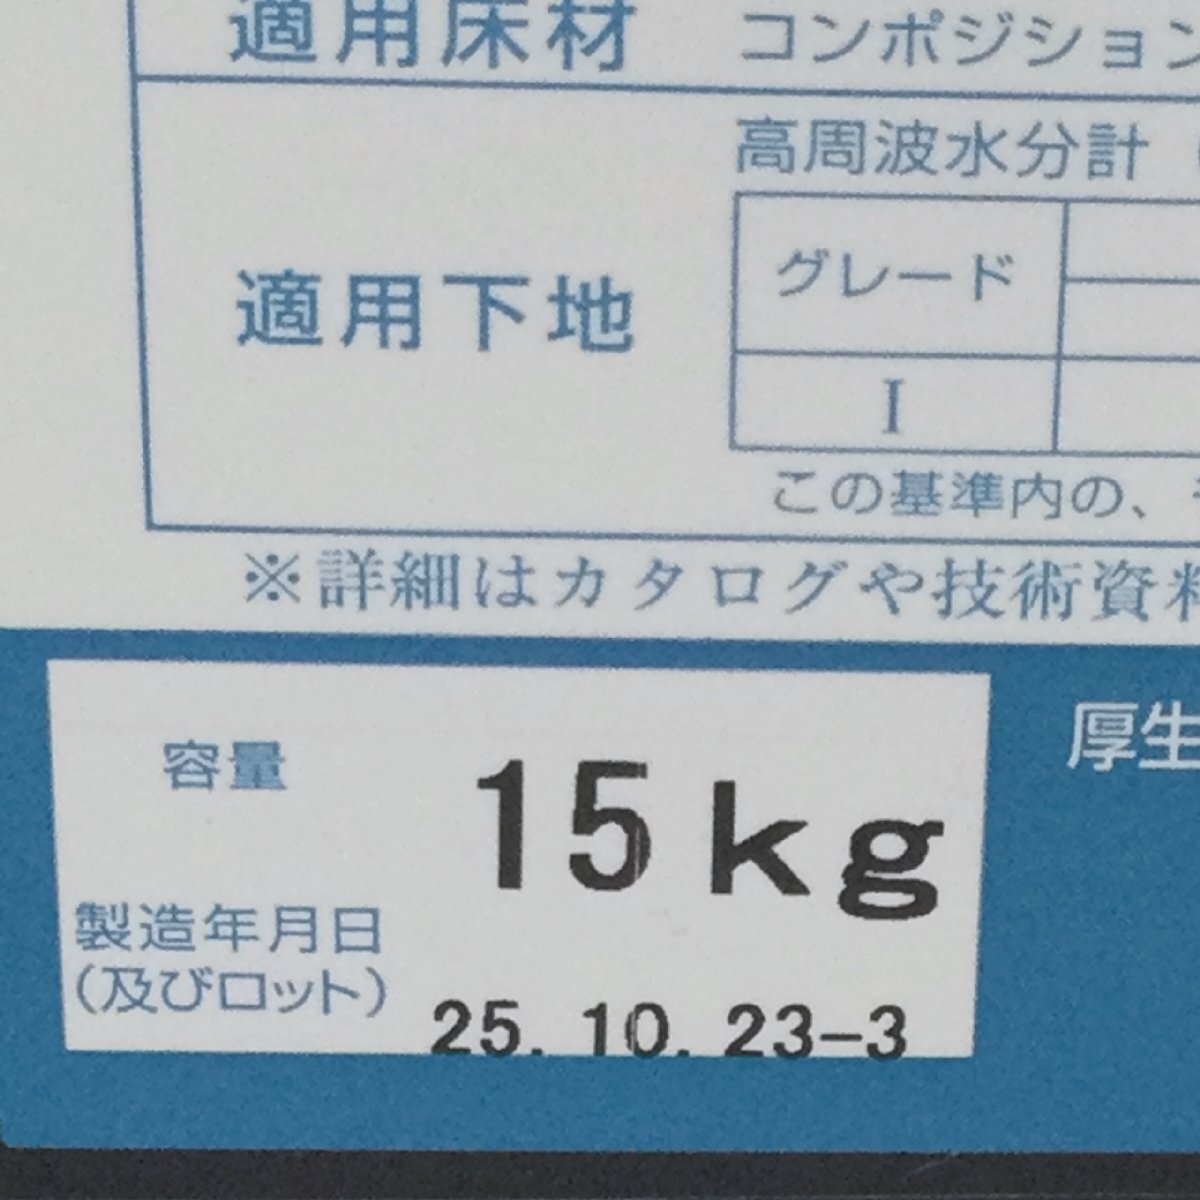 適用床材 コンポジション
高周波水分計
適用下地
グレード
I
この基準内の、
※詳細はカタログや技術資料
厚生
容量 15kg
製造年月日
(及びロット) 25.10.23-3